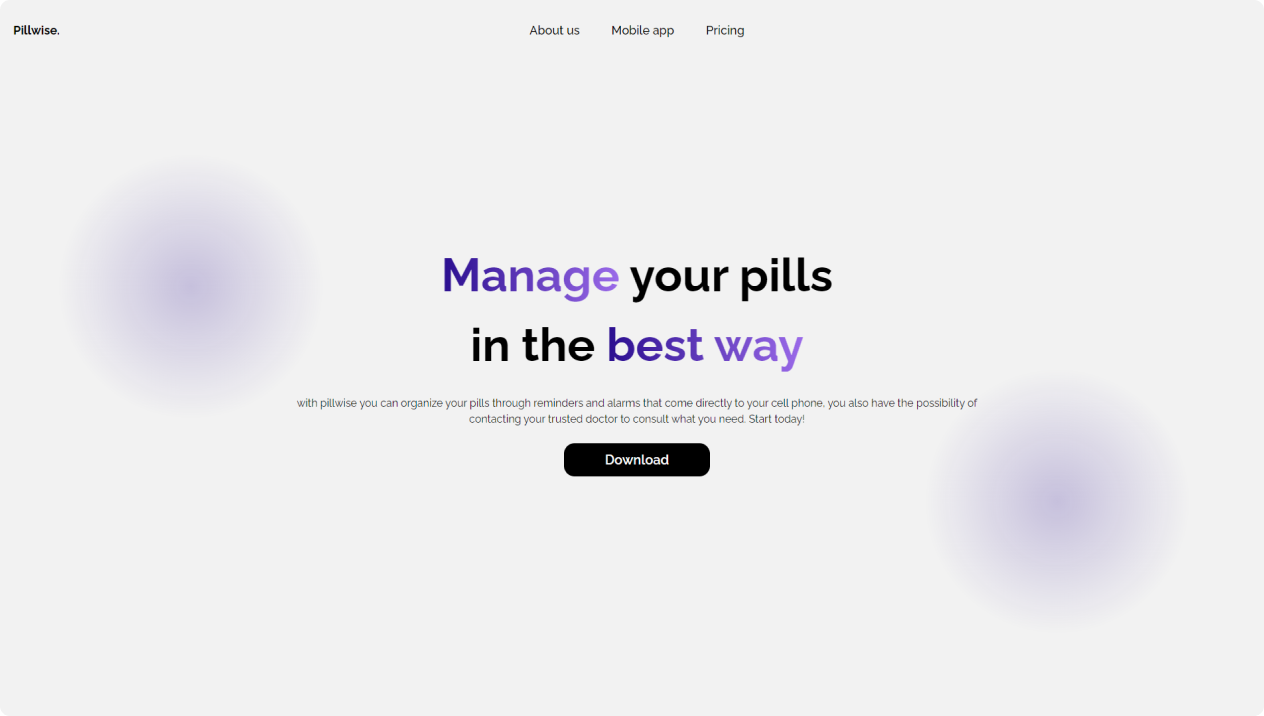 Pillwise.
About us
Mobile app
Pricing
Manage your pills
in the best way
with pillwise you can organize your pills through reminders and alarms that come directly to your cell phone, you also have the possibility of
contacting your trusted doctor to consult what you need. Start today!
Download